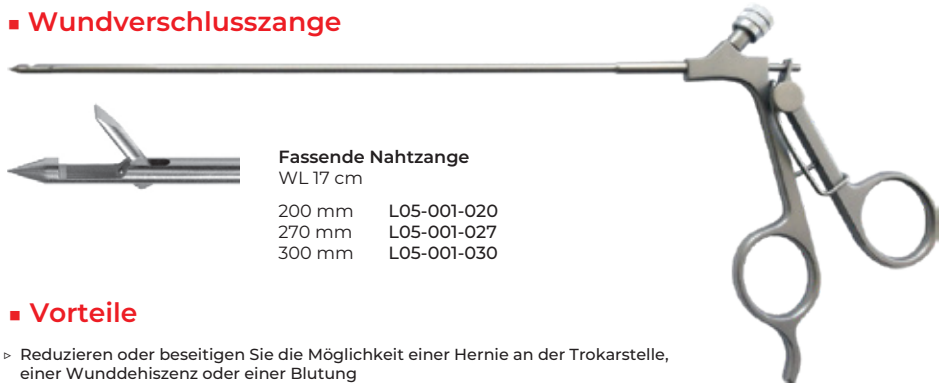 Wundverschlusszange
Fassende Nahtzange
WL 17 cm
200 mm L05-001-020
270 mm L05-001-027
300 mm L05-001-030
Vorteile
Reduzieren oder beseitigen Sie die Möglichkeit einer Hernie an der Trokarstelle,
einer Wunddehiszenz oder einer Blutung